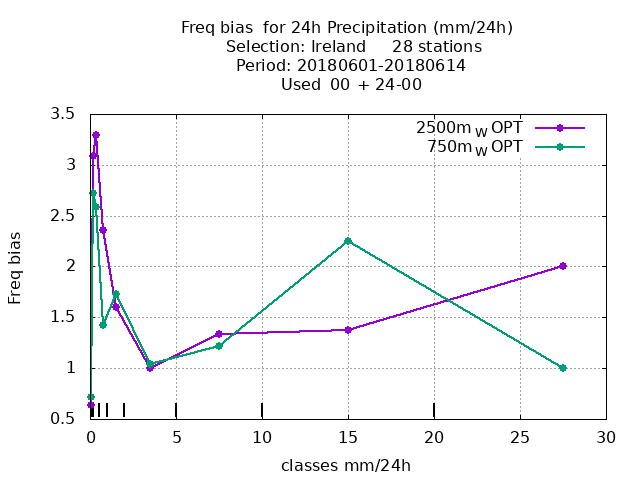 Freq bias  for 24h Precipitation (mm/24h)
Selection: Ireland     28 stations
Period: 20180601-20180614
Used  00 + 24-00
2500m_W OPT
750m_W OPT
3.5
3
2.5
2
1.5
1
0.5
Freq bias
0 5 10 15 20 25 30
classes mm/24h